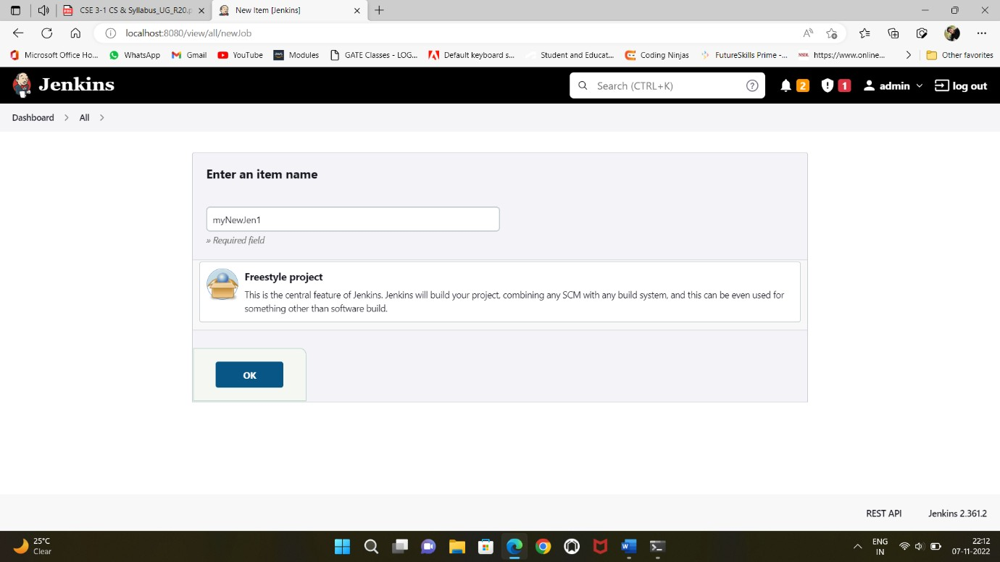 CSE 3-1 CS & Syllabus_UG_R20.p
New Item [Jenkins]
localhost:8080/view/all/newJob
Microsoft Office Ho...
WhatsApp
Gmail
YouTube
Modules
GATE Classes - LOG...
Default keyboard s...
Student and Educat...
Coding Ninjas
FutureSkills Prime -...
https://www.online...
Other favorites
Jenkins
Search (CTRL+K)
2
1
admin
log out
Dashboard
All
Enter an item name
myNewJen1
» Required field
Freestyle project
This is the central feature of Jenkins. Jenkins will build your project, combining any SCM with any build system, and this can be even used for
something other than software build.
OK
REST API
Jenkins 2.361.2
25°C
Clear
ENG
IN
22:12
07-11-2022